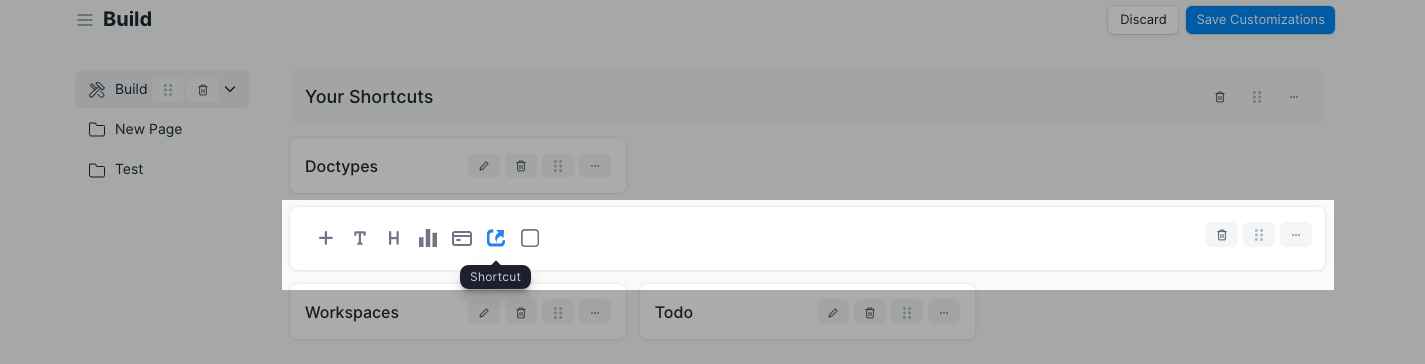 Build
Discard
Save Customizations
Build
New Page
Test
Your Shortcuts
Doctypes
Shortcut
Workspaces
Todo